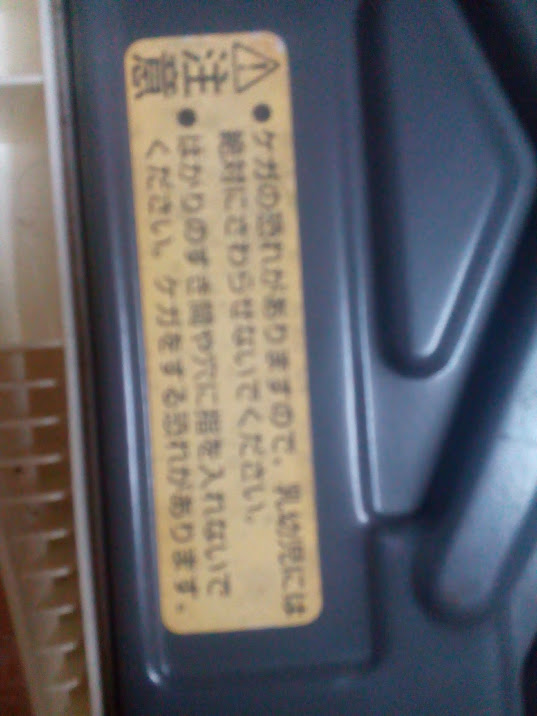 ⚠注意
●ケガの恐れがありますので、乳幼児には
絶対にさわらせないでください。
●はかりのすき間や穴に指を入れないで
ください。ケガをする恐れがあります。